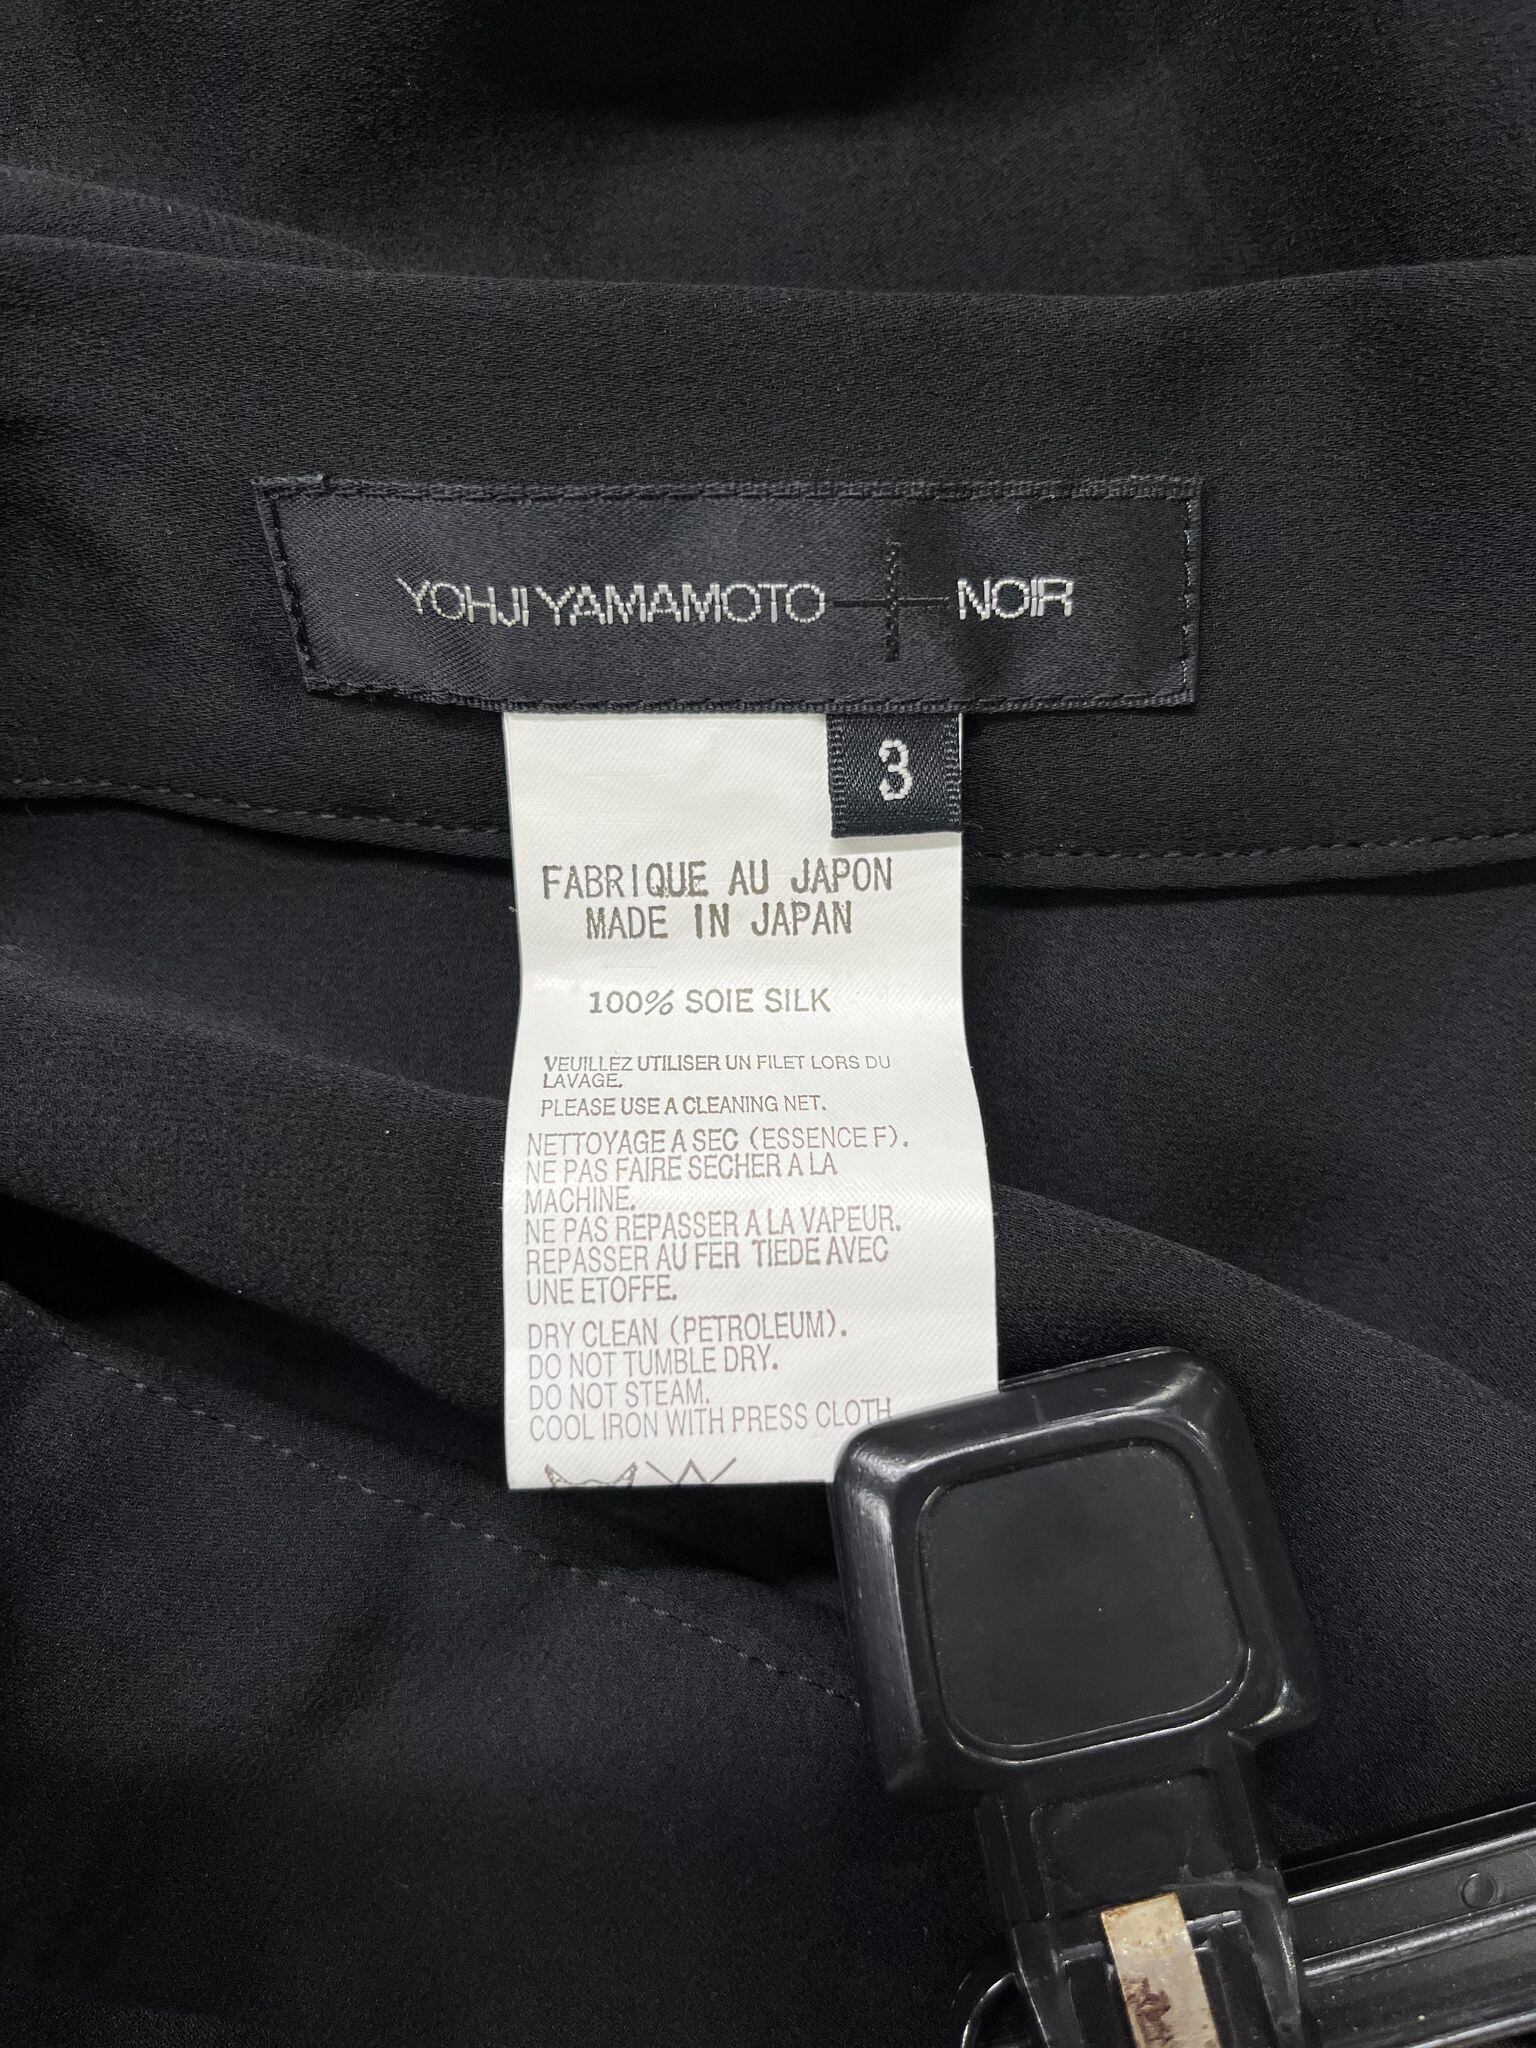 YOHJI YAMAMOTO + NOIR
3
FABRIQUE AU JAPON
MADE IN JAPAN
100% SOIE SILK
VEUILLEZ UTILISER UN FILET LORS DU
LAVAGE.
PLEASE USE A CLEANING NET.
NETTOYAGE A SEC (ESSENCE F).
NE PAS FAIRE SECHER A LA
MACHINE.
NE PAS REPASSER A LA VAPEUR.
REPASSER AU FER TIEDE AVEC
UNE ETOFFE.
DRY CLEAN (PETROLEUM).
DO NOT TUMBLE DRY.
DO NOT STEAM.
COOL IRON WITH PRESS CLOTH